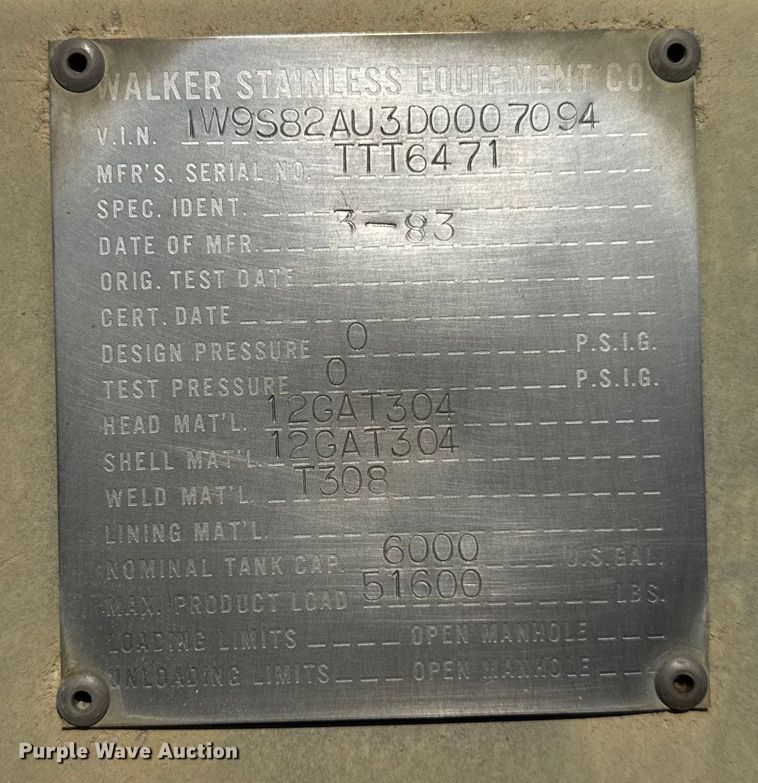 WALKER STAINLESS EQUIPMENT CO.
V.I.N. 1W9S82AU3D0007094
MFR'S. SERIAL NO. TTT6471
SPEC. IDENT.
DATE OF MFR. 3-83
ORIG. TEST DATE
CERT. DATE
DESIGN PRESSURE 0 P.S.I.G.
TEST PRESSURE 0 P.S.I.G.
HEAD MAT'L. 12GAT304
SHELL MAT'L. 12GAT304
WELD MAT'L. T308
LINING MAT'L.
NOMINAL TANK CAP. 6000 U.S.GAL.
MAX. PRODUCT LOAD 51600 LBS.
LOADING LIMITS OPEN MANHOLE
UNLOADING LIMITS OPEN MANHOLE
Purple Wave Auction